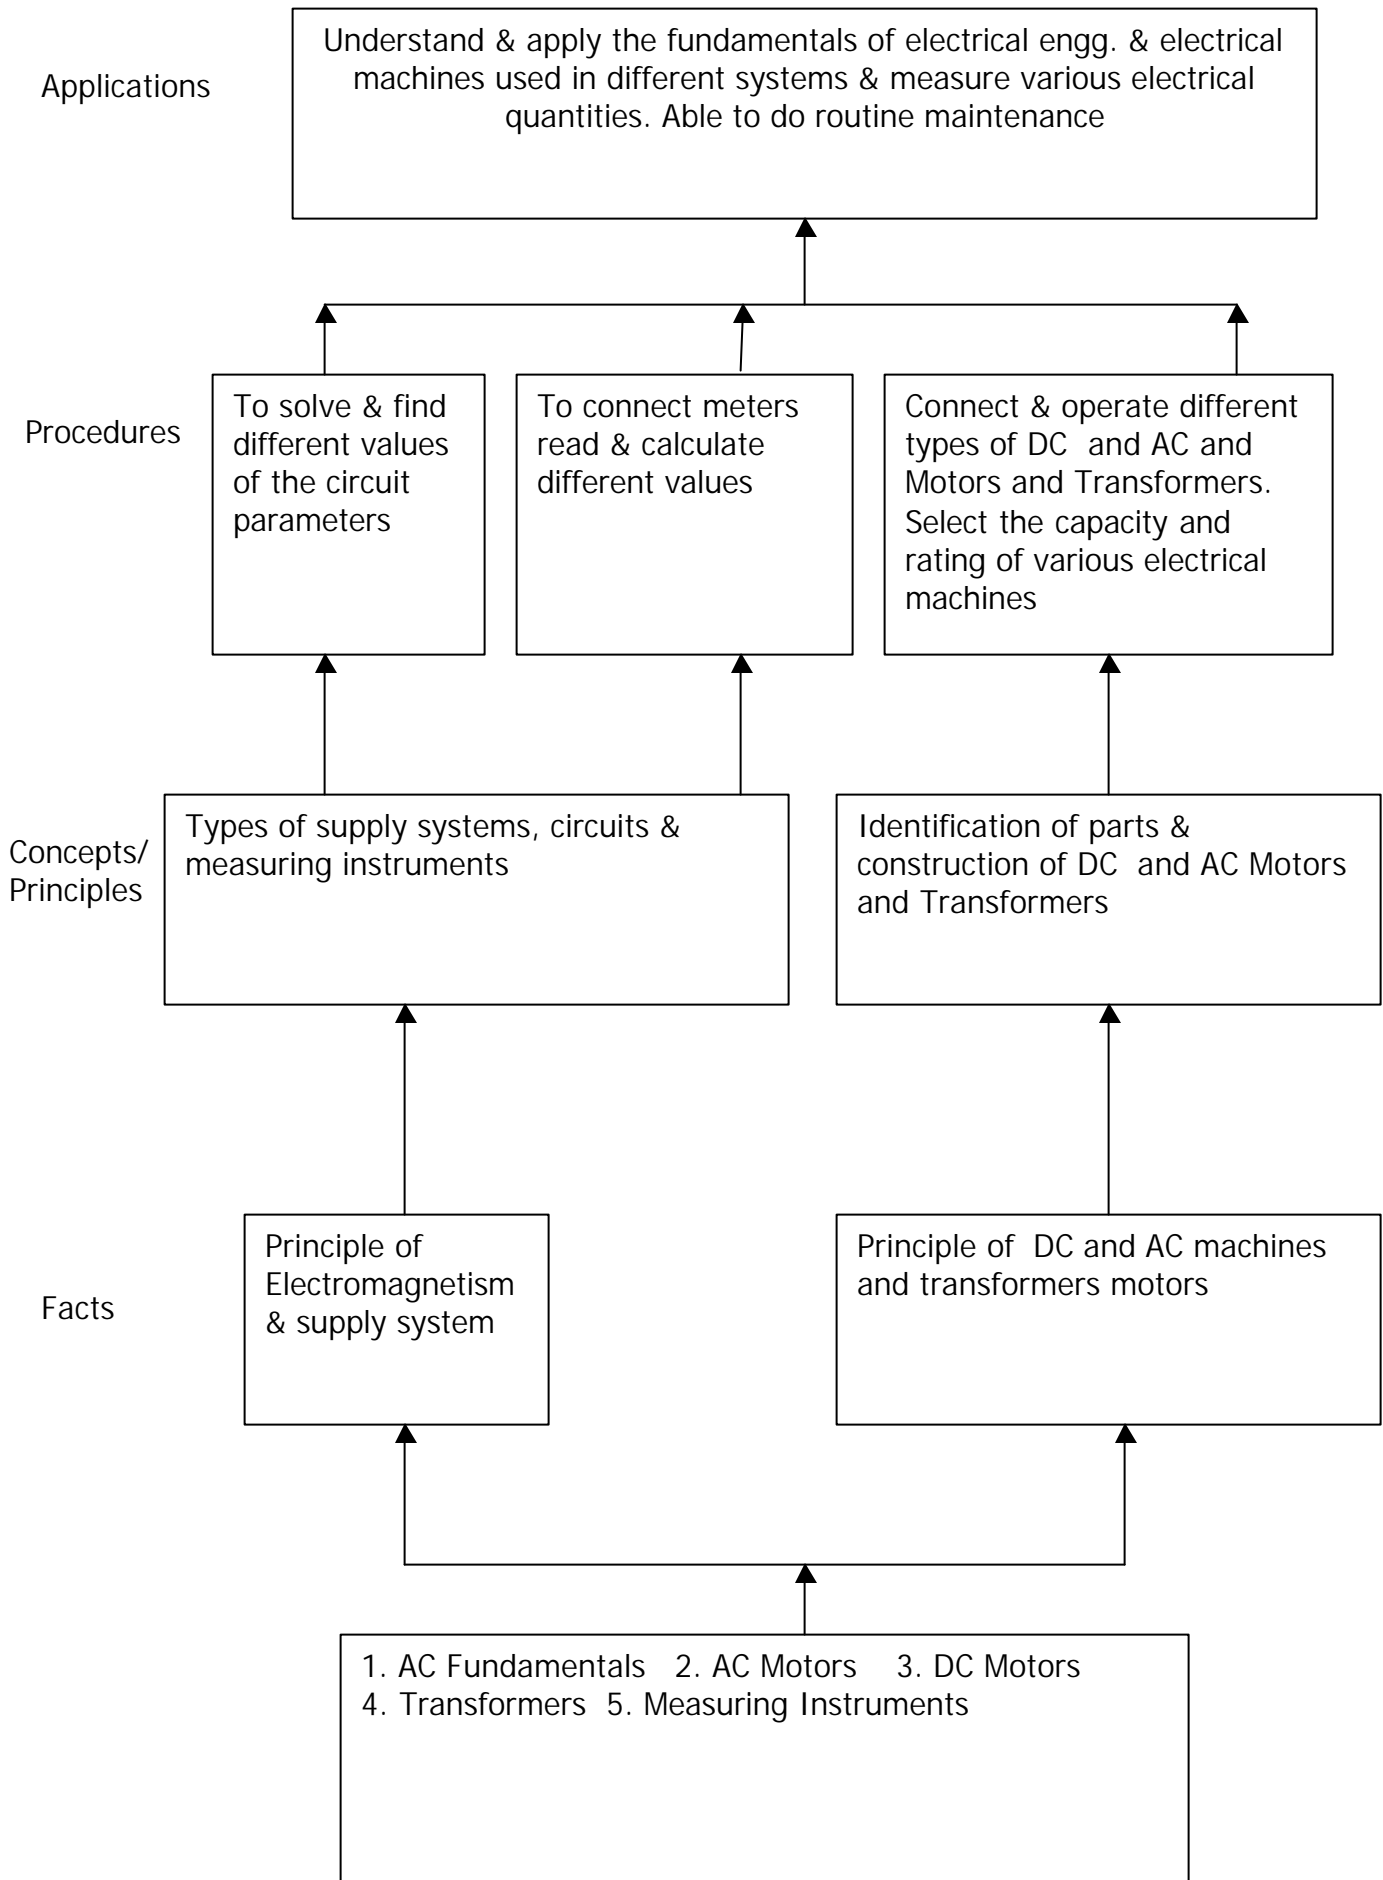 Applications
Understand & apply the fundamentals of electrical engg. & electrical
machines used in different systems & measure various electrical
quantities. Able to do routine maintenance
Procedures
To solve & find
different values
of the circuit
parameters
To connect meters
read & calculate
different values
Connect & operate different
types of DC and AC and
Motors and Transformers.
Select the capacity and
rating of various electrical
machines
Concepts/
Principles
Types of supply systems, circuits &
measuring instruments
Identification of parts &
construction of DC and AC Motors
and Transformers
Facts
Principle of
Electromagnetism
& supply system
Principle of DC and AC machines
and transformers motors
1. AC Fundamentals 2. AC Motors 3. DC Motors
4. Transformers 5. Measuring Instruments